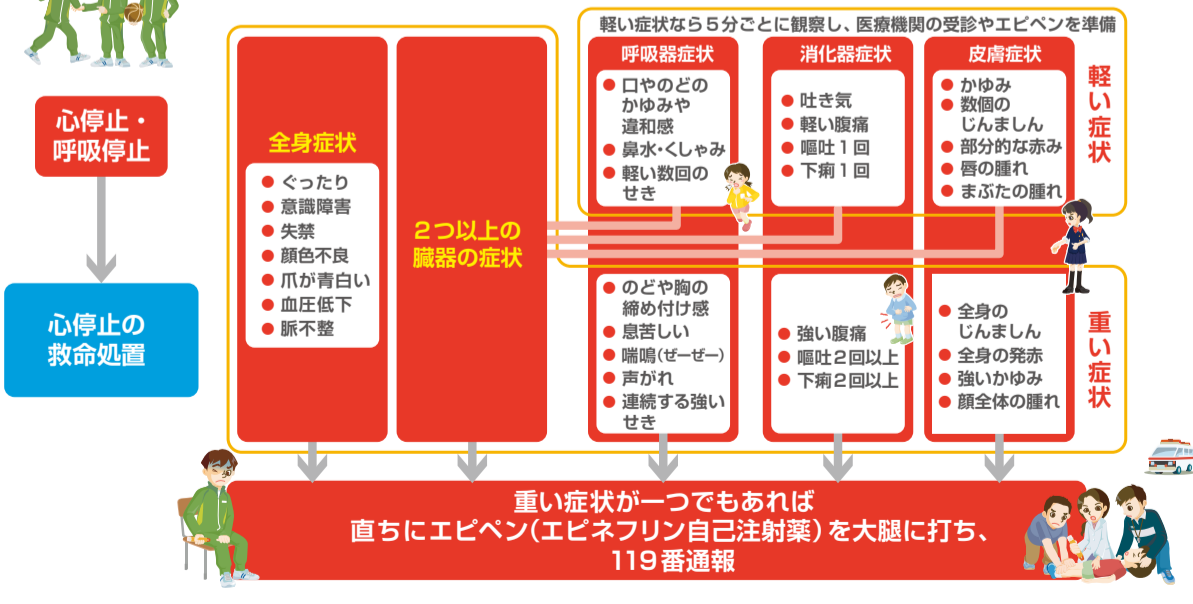 軽い症状なら5分ごとに観察し、医療機関の受診やエピペンを準備
心停止・
呼吸停止
心停止の
救命処置
全身症状
● ぐったり
● 意識障害
● 失禁
● 顔色不良
● 爪が青白い
● 血圧低下
● 脈不整
2つ以上の
臓器の症状
呼吸器症状
● 口やのどの
かゆみや
違和感
● 鼻水・くしゃみ
● 軽い数回の
せき
消化器症状
● 吐き気
● 軽い腹痛
● 嘔吐1回
● 下痢1回
皮膚症状
● かゆみ
● 数個の
じんましん
● 部分的な赤み
● 唇の腫れ
● まぶたの腫れ
軽い症状
● のどや胸の
締め付け感
● 息苦しい
● 喘鳴(ぜーぜー)
● 声がれ
● 連続する強い
せき
● 強い腹痛
● 嘔吐2回以上
● 下痢2回以上
● 全身の
じんましん
● 全身の発赤
● 強いかゆみ
● 顔全体の腫れ
重い症状
重い症状が一つでもあれば
直ちにエピペン(エピネフリン自己注射薬)を大腿に打ち、
119番通報